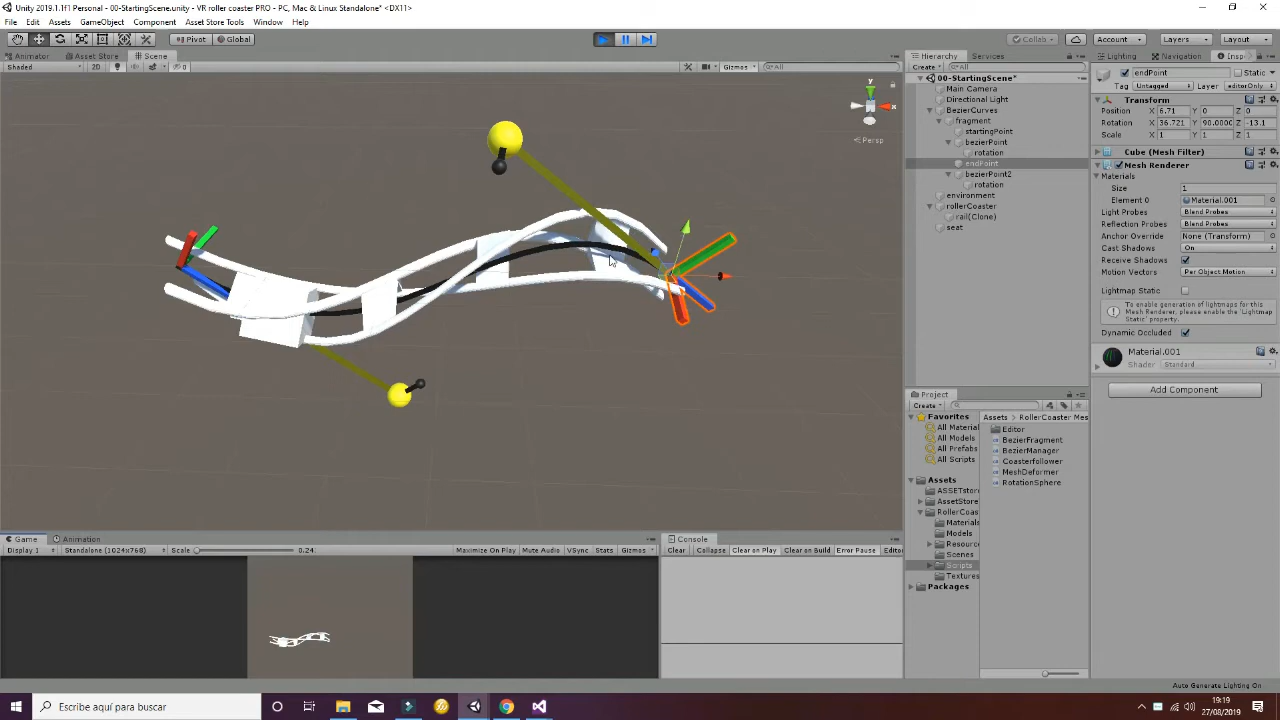 Unity 2019.1.1f1 Personal - 00-StartingScene.unity - VR roller coaster PRO - PC, Mac & Linux Standalone* <DX11>
File Edit Assets GameObject Component Asset Store Tools Window Help
Pivot Global Collab Account Layers Layout
Animator Asset Store Scene Hierarchy Services Lighting Navigation Insp
Shaded 2D 0 Gizmos All Create All endPoint Static
00-StartingScene* Tag Untagged Layer editorOnly
Main Camera
Directional Light
BezierCurves
fragment
startingPoint
bezierPoint
rotation
endPoint
bezierPoint2
rotation
environment
rollerCoaster
rail(Clone)
seat
y
x
Persp
Transform
Position X 6.71 Y 0 Z 0
Rotation X 36.721 Y 90.0000 Z -13.1
Scale X 1 Y 1 Z 1
Cube (Mesh Filter)
Mesh Renderer
Materials
Size 1
Element 0 Material.001
Light Probes Blend Probes
Reflection Probes Blend Probes
Anchor Override None (Transform)
Cast Shadows On
Receive Shadows
Motion Vectors Per Object Motion
Lightmap Static
To enable generation of lightmaps for this
Mesh Renderer, please enable the 'Lightmap
Static' property.
Dynamic Occluded
Material.001
Shader Standard
Add Component
Project
Create
Favorites
All Material
All Models
All Prefabs
All Scripts
Assets
ASSETstore
AssetStore
RollerCoas
Materials
Models
Resourc
Scenes
Scripts
Textures
Packages
Assets RollerCoaster Mes
Editor
BezierFragment
BezierManager
Coasterfollower
MeshDeformer
RotationSphere
Game Animation
Display 1 Standalone (1024x768) Scale 0.24 Maximize On Play Mute Audio VSync Stats Gizmos
Console
Clear Collapse Clear on Play Clear on Build Error Pause Editor
Auto Generate Lighting On
Escribe aquí para buscar
19:19
27/08/2019